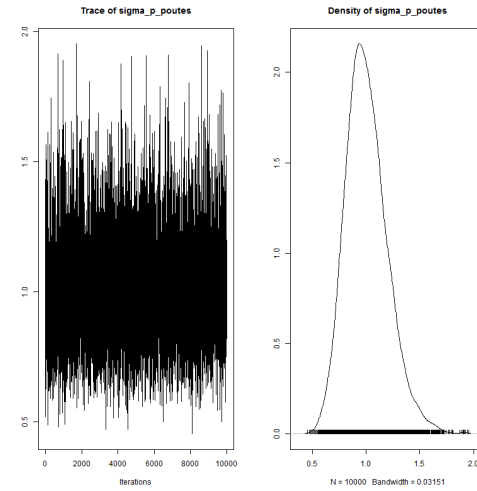 Trace of sigma_p_poutes
2.0
1.5
1.0
0.5
0 2000 4000 6000 8000 10000
Iterations
Density of sigma_p_poutes
2.0
1.5
1.0
0.5
0.0
0.5 1.0 1.5 2.0
N = 10000 Bandwidth = 0.03151